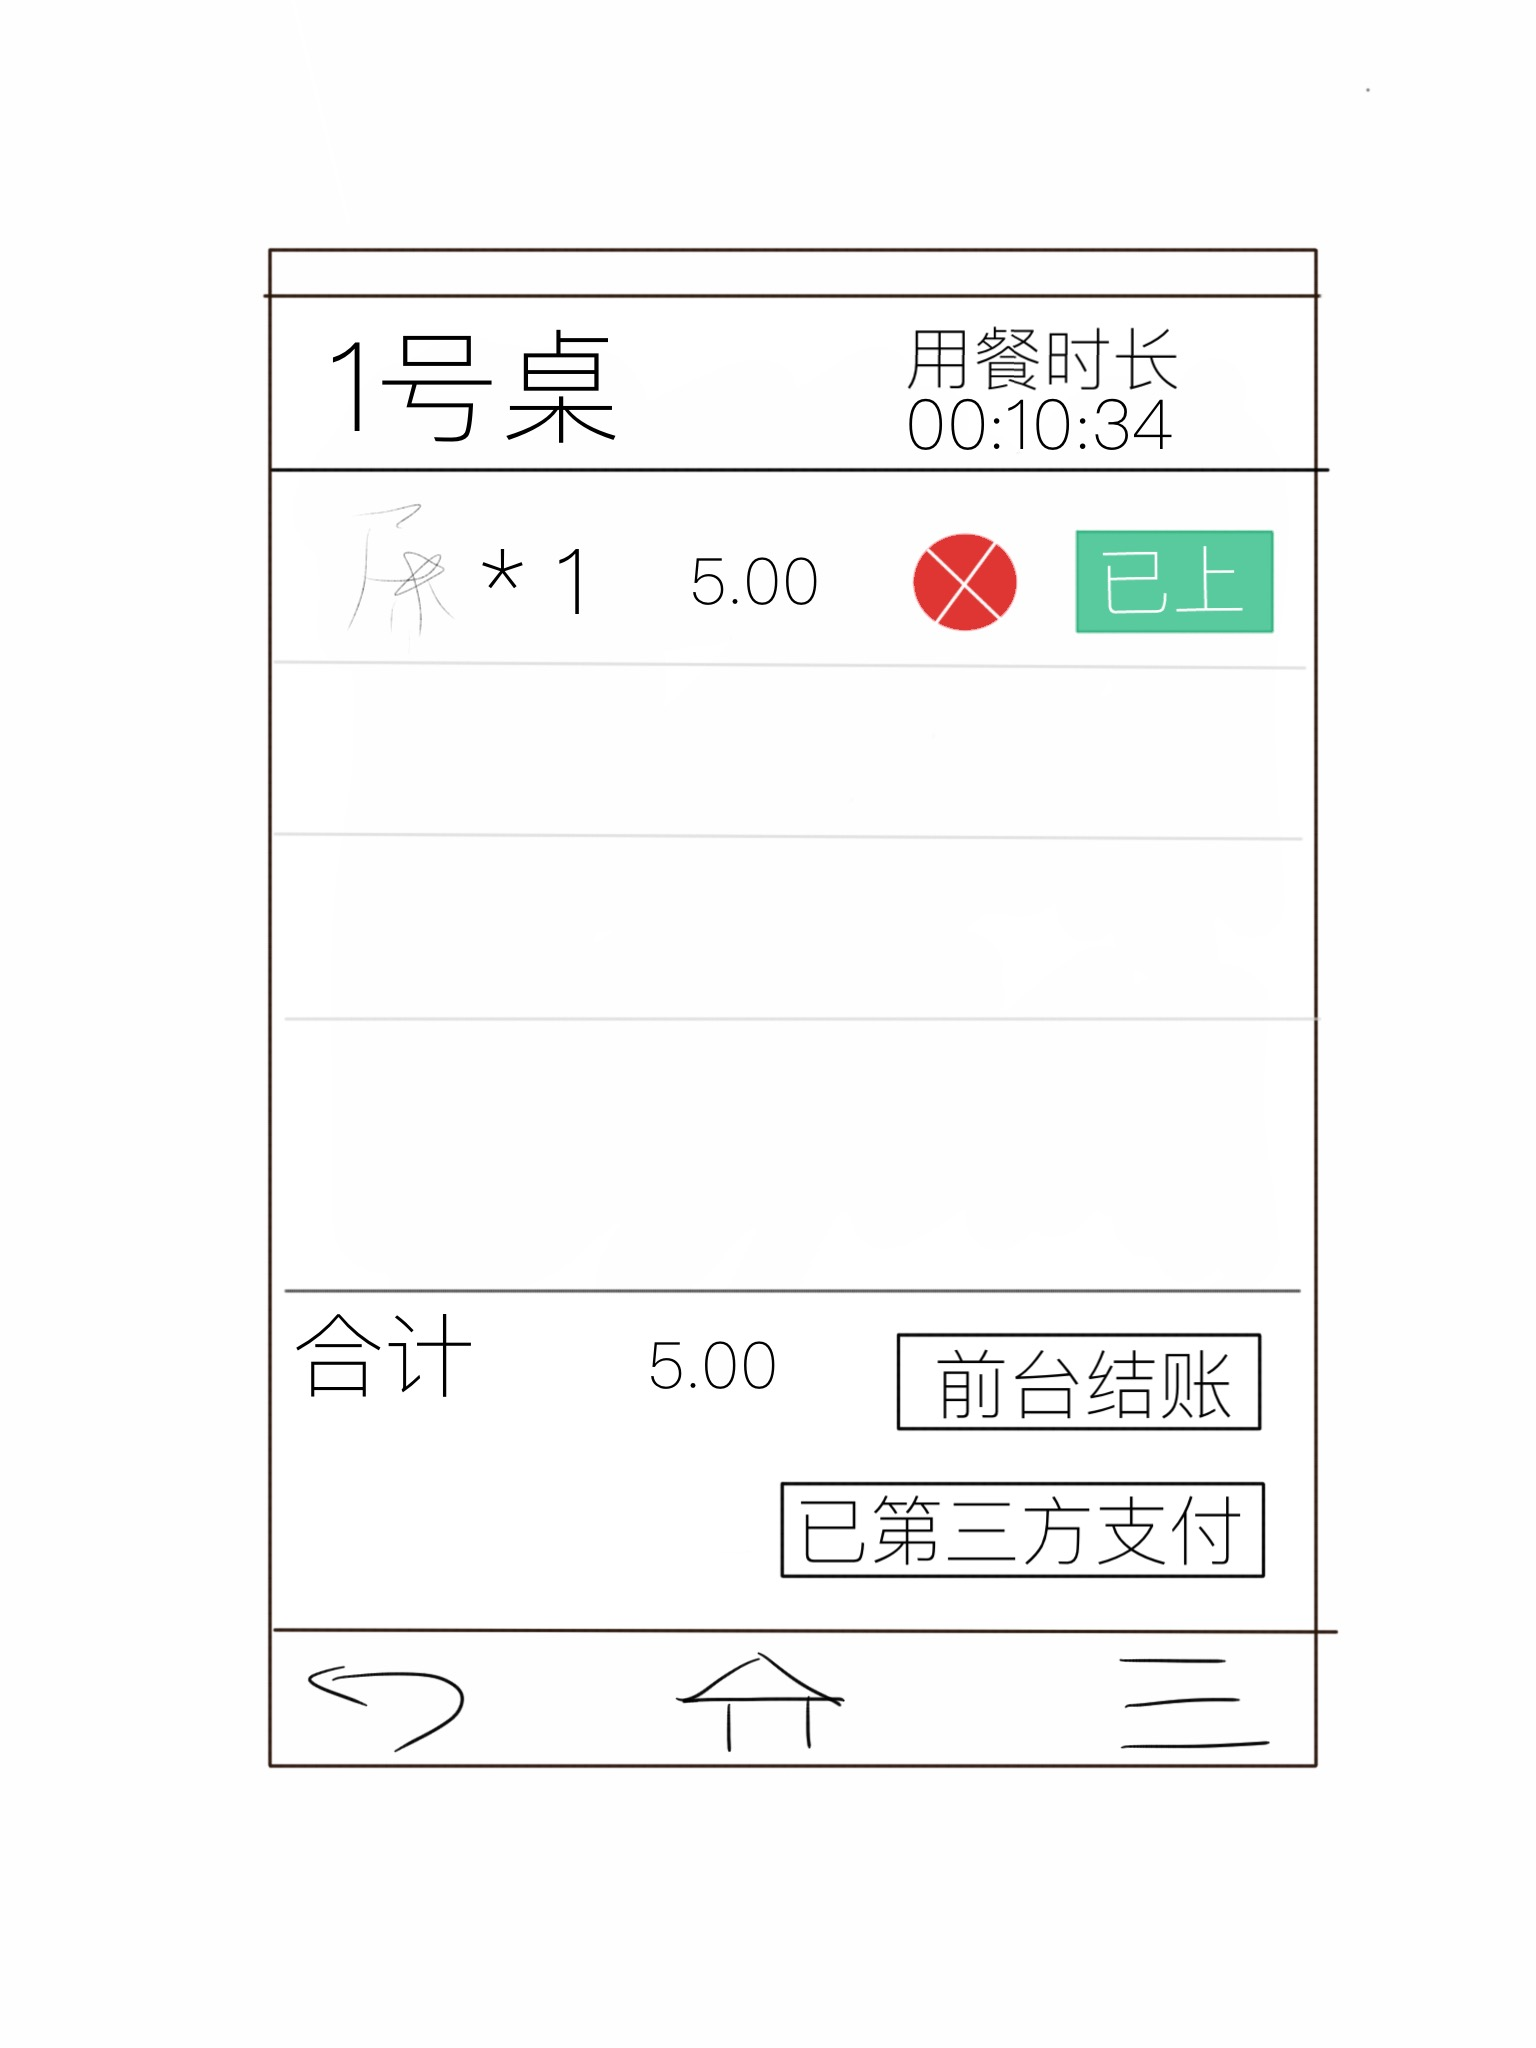 1号桌
用餐时长
00:10:34
* 1 5.00 已上
合计 5.00 前台结账
已第三方支付